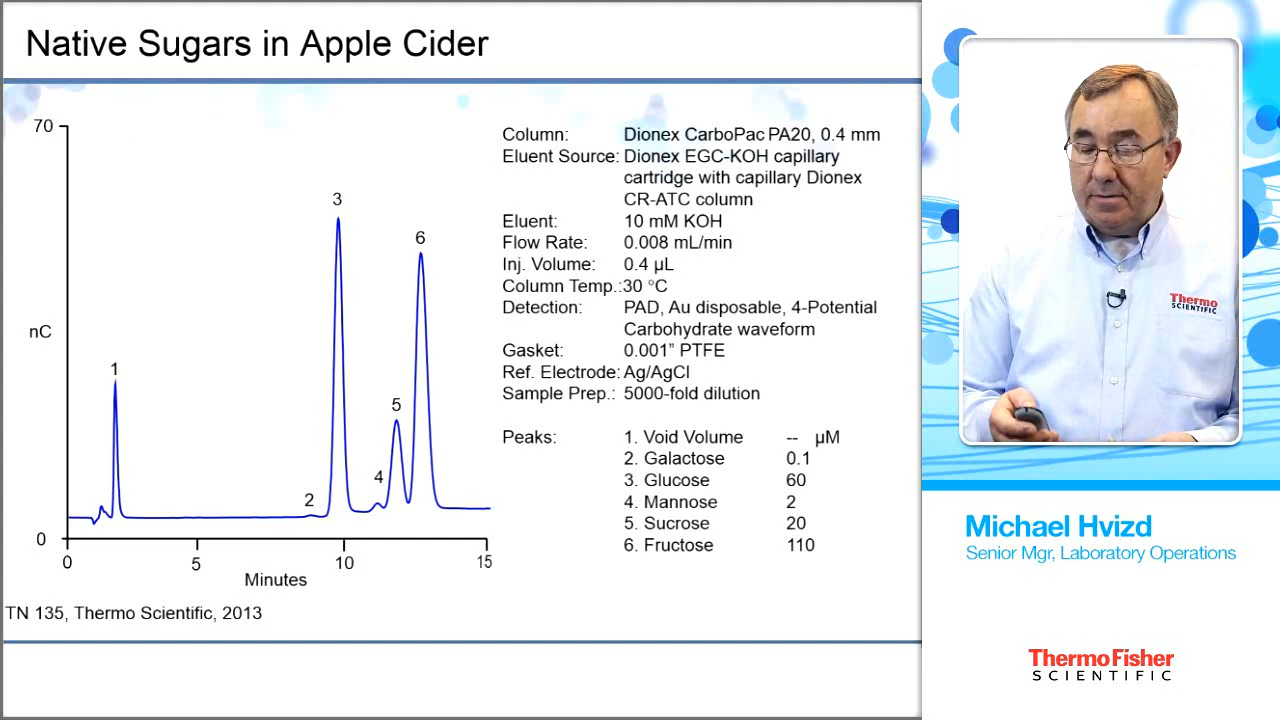 Native Sugars in Apple Cider
70
nC
0
0 5 10 15
Minutes
1
2
3
4
5
6
Column: Dionex CarboPac PA20, 0.4 mm
Eluent Source: Dionex EGC-KOH capillary
cartridge with capillary Dionex
CR-ATC column
Eluent: 10 mM KOH
Flow Rate: 0.008 mL/min
Inj. Volume: 0.4 µL
Column Temp.:30 °C
Detection: PAD, Au disposable, 4-Potential
Carbohydrate waveform
Gasket: 0.001” PTFE
Ref. Electrode: Ag/AgCl
Sample Prep.: 5000-fold dilution
Peaks: 1. Void Volume -- µM
2. Galactose 0.1
3. Glucose 60
4. Mannose 2
5. Sucrose 20
6. Fructose 110
TN 135, Thermo Scientific, 2013
Thermo
SCIENTIFIC
Michael Hvizd
Senior Mgr, Laboratory Operations
ThermoFisher
SCIENTIFIC